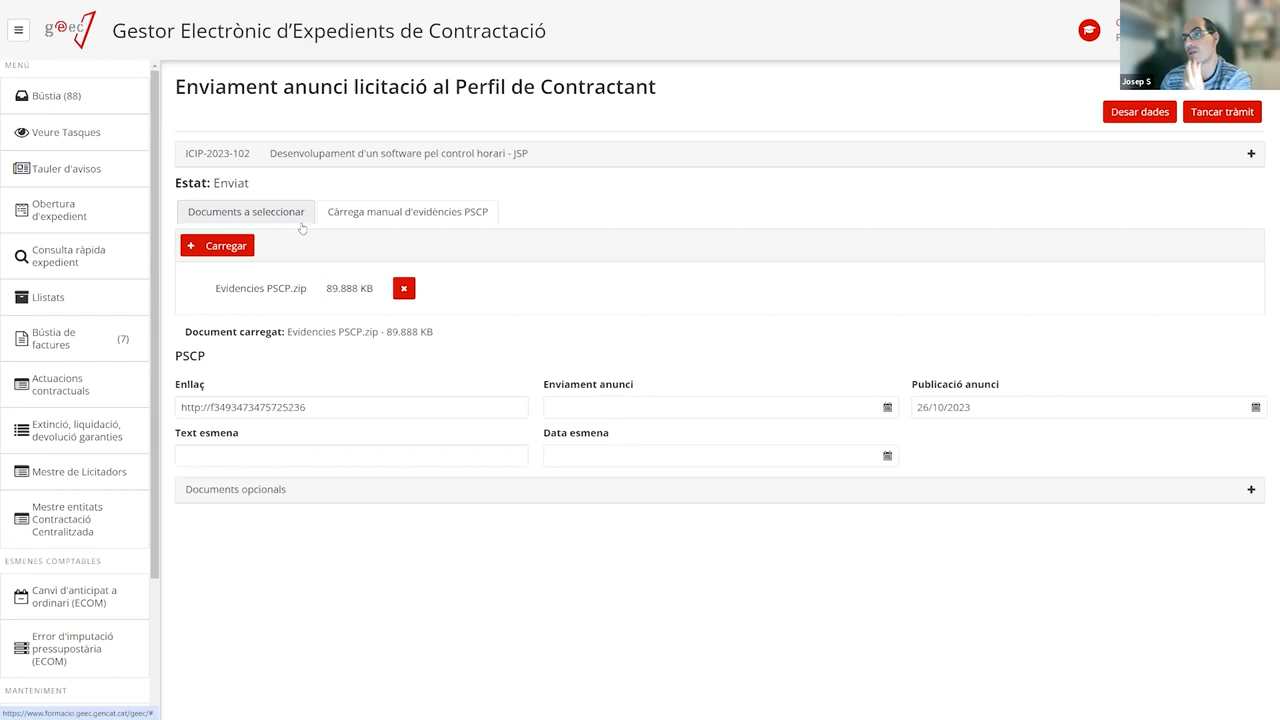 geec
Gestor Electrònic d'Expedients de Contractació
Josep S
MENÚ
Bústia (88)
Veure Tasques
Tauler d'avisos
Obertura
d'expedient
Consulta ràpida
expedient
Llistats
Bústia de
factures
(7)
Actuacions
contractuals
Extinció, liquidació,
devolució garanties
Mestre de Licitadors
Mestre entitats
Contractació
Centralitzada
ESMENES COMPTABLES
Canvi d'anticipat a
ordinari (ECOM)
Error d'imputació
pressupostària
(ECOM)
MANTENIMENT
https://www.formacio.geec.gencat.cat/geec/#
Enviament anunci licitació al Perfil de Contractant
Desar dades
Tancar tràmit
ICIP-2023-102 Desenvolupament d'un software pel control horari - JSP
Estat: Enviat
Documents a seleccionar
Càrrega manual d'evidències PSCP
Carregar
Evidencies PSCP.zip 89.888 KB
Document carregat: Evidencies PSCP.zip - 89.888 KB
PSCP
Enllaç
Enviament anunci
Publicació anunci
http://f3493473475725236
26/10/2023
Text esmena
Data esmena
Documents opcionals